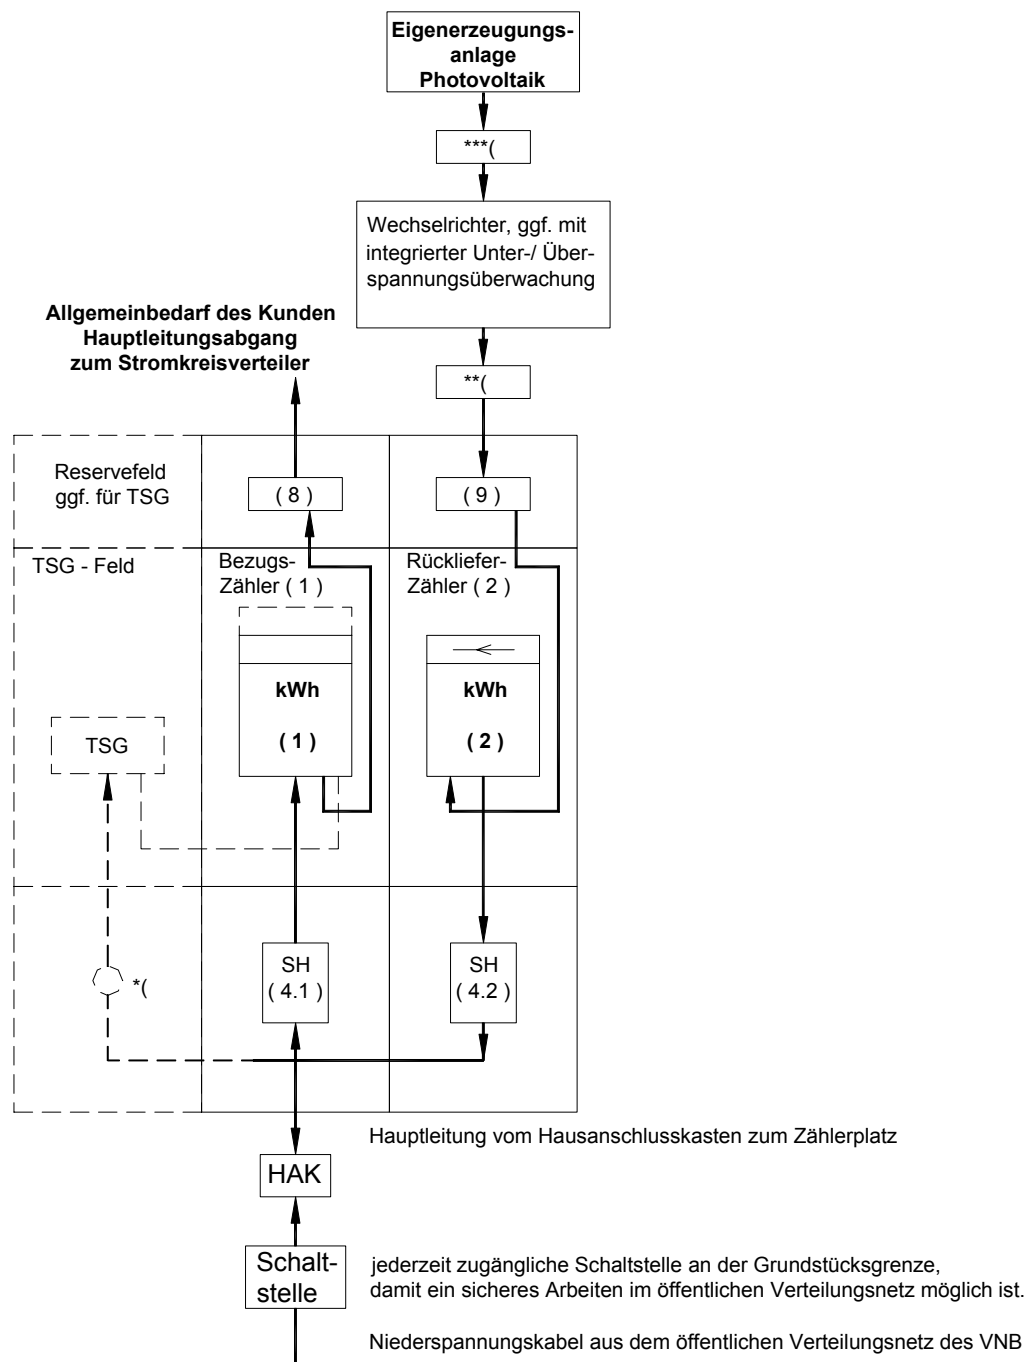 Eigenerzeugungs-
anlage
Photovoltaik
***(
Wechselrichter, ggf. mit
integrierter Unter-/ Über-
spannungsüberwachung
Allgemeinbedarf des Kunden
Hauptleitungsabgang
zum Stromkreisverteiler
**(
Reservefeld
ggf. für TSG
( 8 )
( 9 )
TSG - Feld
Bezugs-
Zähler ( 1 )
Rückliefer-
Zähler ( 2 )
kWh
( 1 )
kWh
( 2 )
TSG
SH
( 4.1 )
SH
( 4.2 )
*(
Hauptleitung vom Hausanschlusskasten zum Zählerplatz
HAK
Schalt-
stelle
jederzeit zugängliche Schaltstelle an der Grundstücksgrenze,
damit ein sicheres Arbeiten im öffentlichen Verteilungsnetz möglich ist.
Niederspannungskabel aus dem öffentlichen Verteilungsnetz des VNB